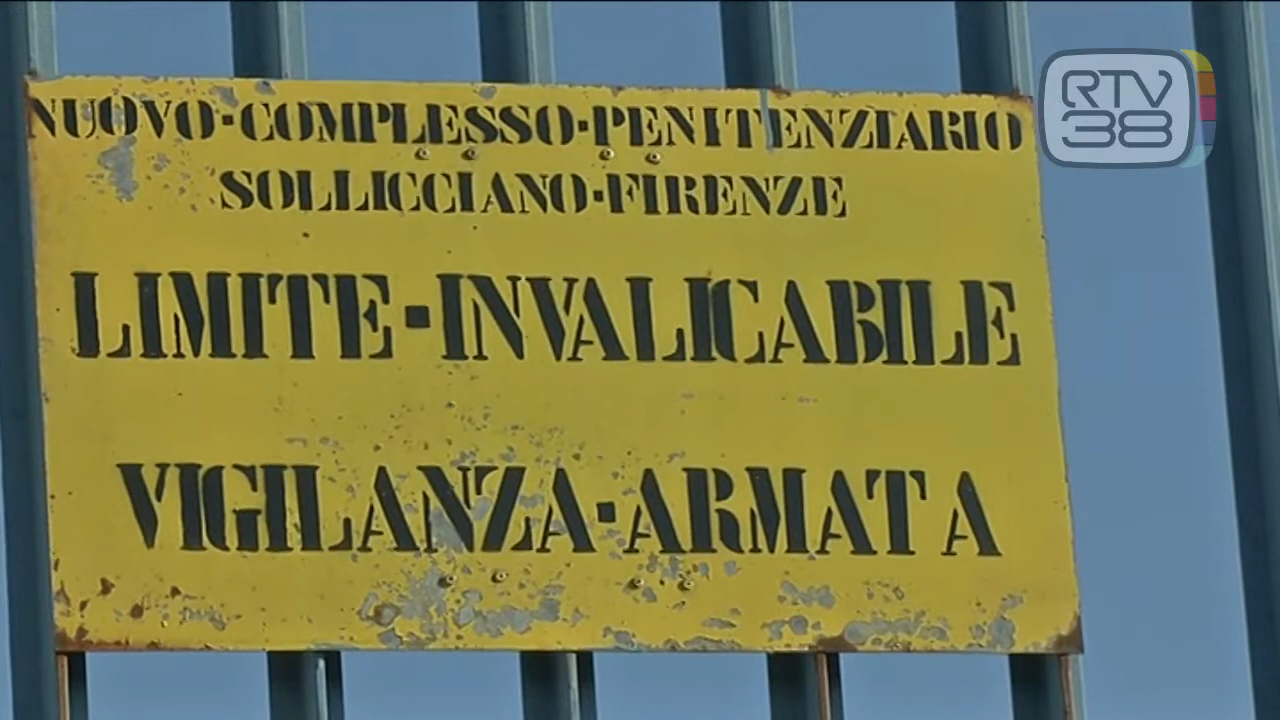 NUOVO·COMPLESSO·PENITENZIARIO
SOLLICCIANO·FIRENZE
LIMITE·INVALICABILE
VIGILANZA·ARMATA
RTV
38